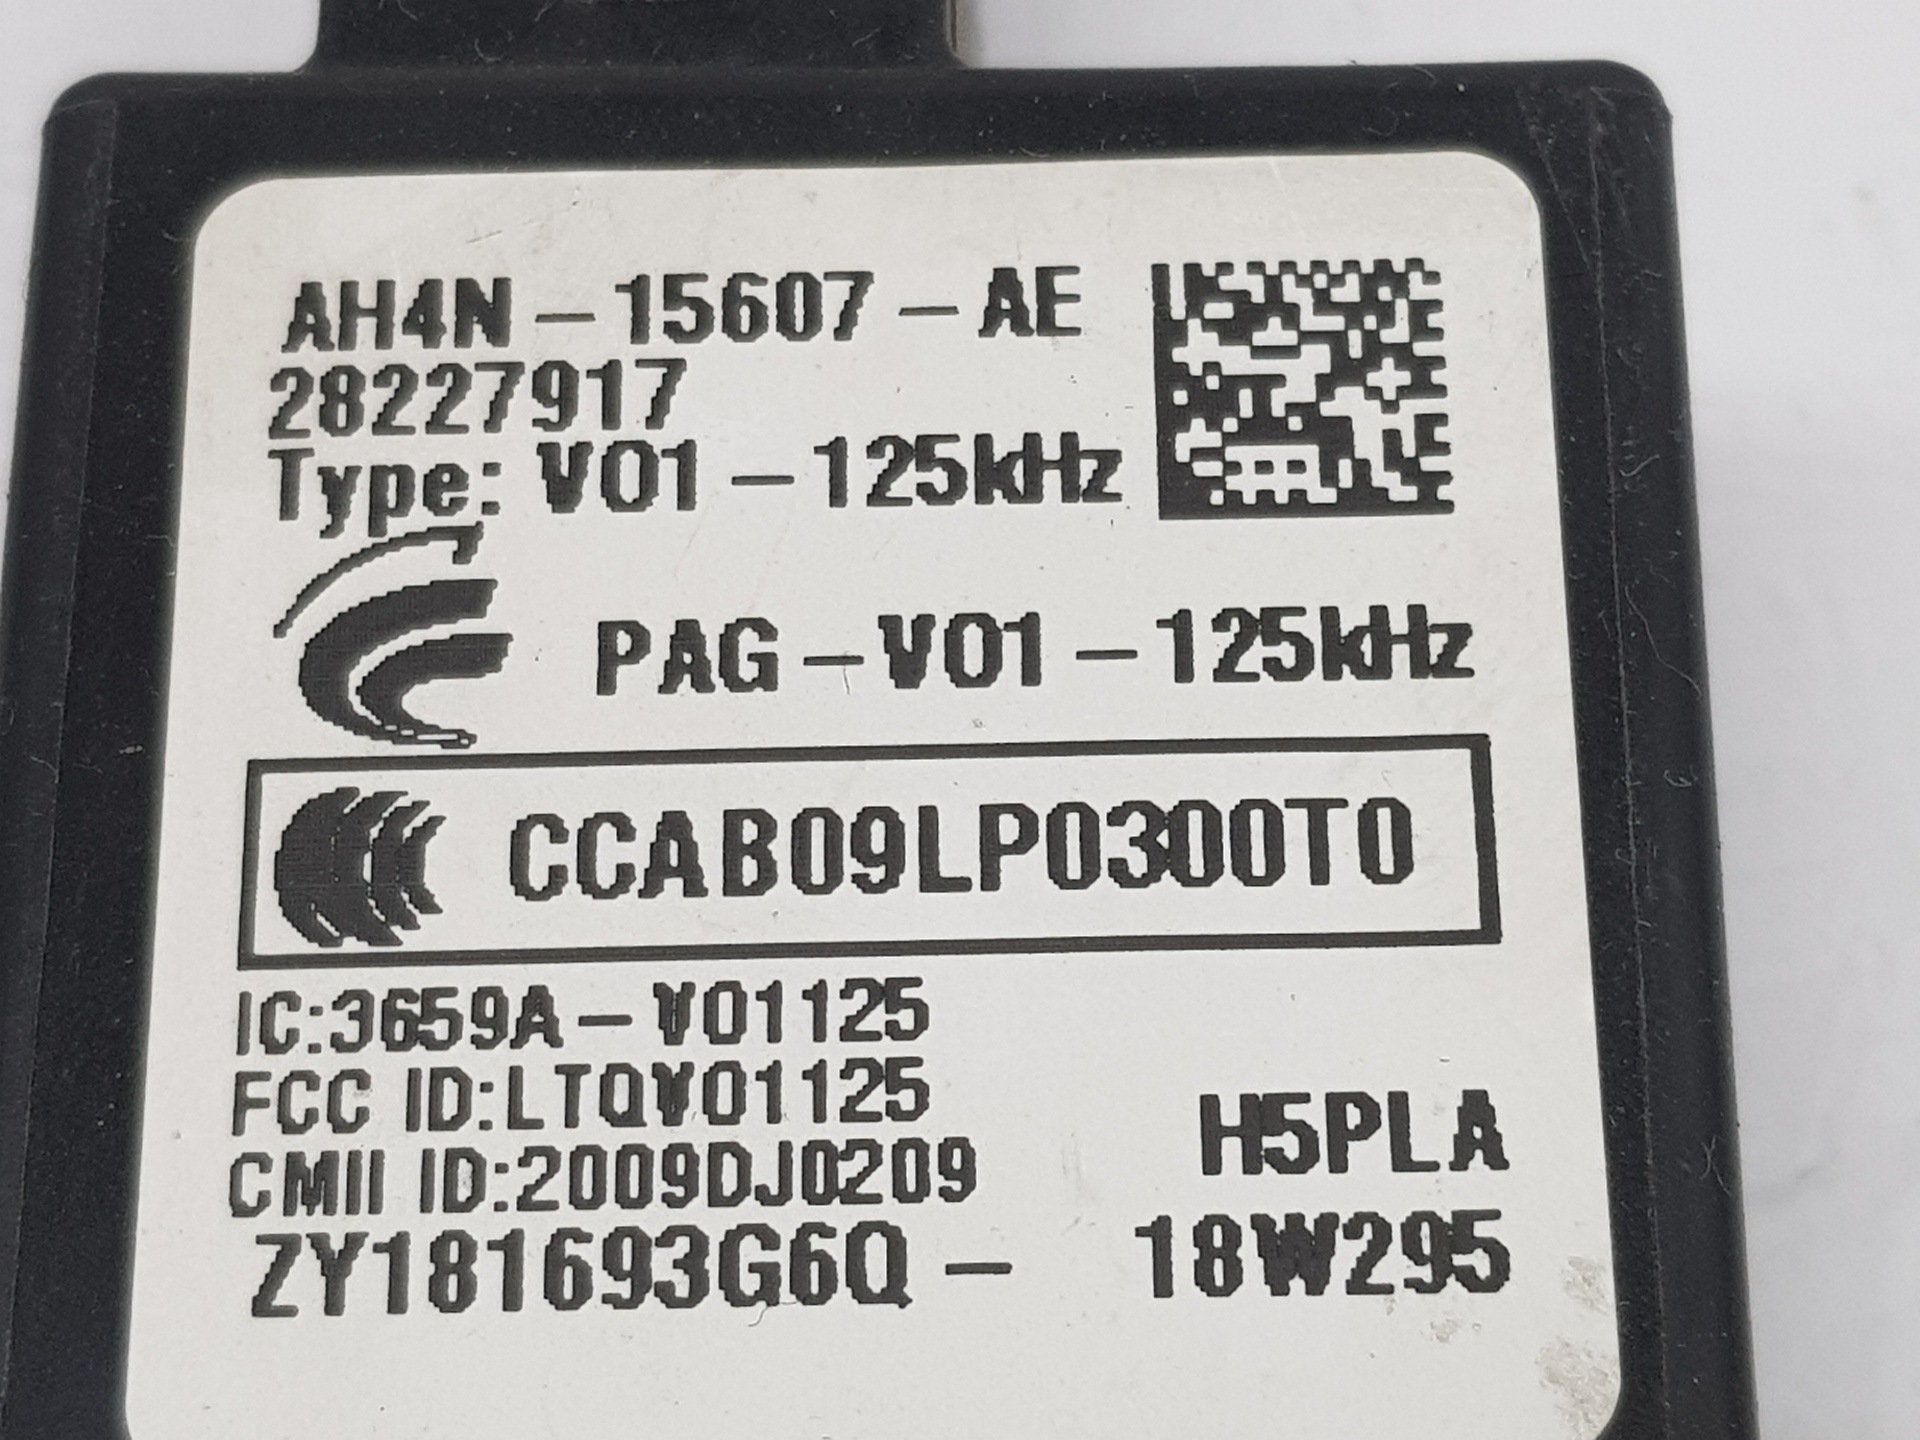 AH4N-15607-AE
28227917
Type: V01-125kHz
PAG-V01-125kHz
CCAB09LP0300T0
IC:3659A-V01125
FCC ID:LTQV01125
CMII ID:2009DJ0209
H5PLA
ZY181693G6Q- 18W295